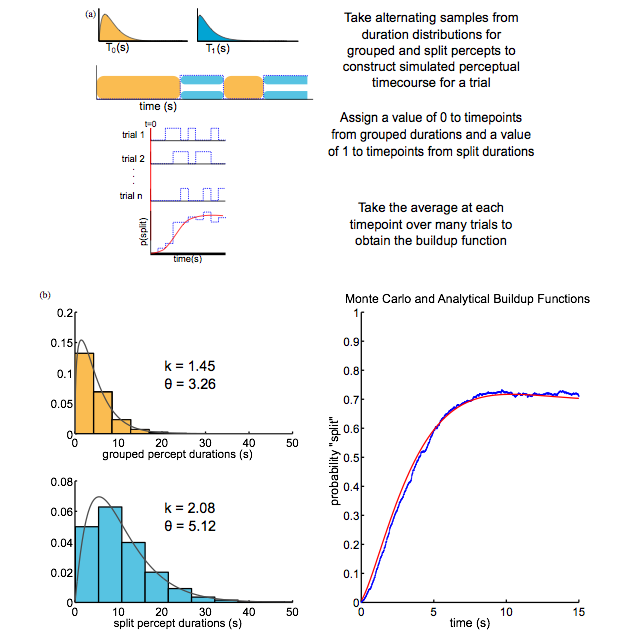 (a)
T0(s)
T1(s)
Take alternating samples from
duration distributions for
grouped and split percepts to
construct simulated perceptual
timecourse for a trial
time (s)
Assign a value of 0 to timepoints
from grouped durations and a value
of 1 to timepoints from split durations
t=0
trial 1
trial 2
trial n
p(split)
time(s)
Take the average at each
timepoint over many trials to
obtain the buildup function
(b)
0.2
0.15
0.1
0.05
0
k = 1.45
θ = 3.26
0 10 20 30 40 50
grouped percept durations (s)
0.08
0.06
0.04
0.02
0
k = 2.08
θ = 5.12
0 10 20 30 40 50
split percept durations (s)
Monte Carlo and Analytical Buildup Functions
1
0.9
0.8
0.7
0.6
0.5
0.4
0.3
0.2
0.1
0
probability "split"
0 5 10 15
time (s)